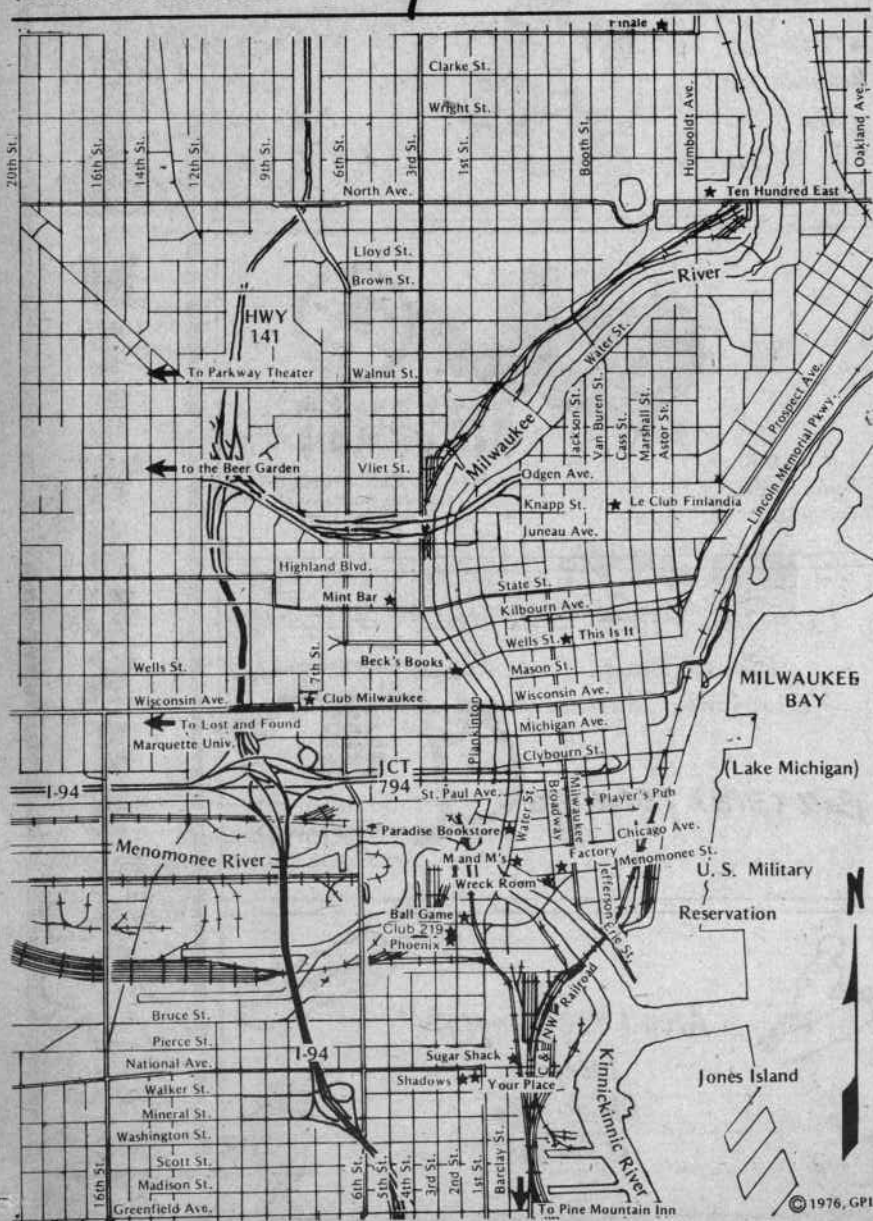 Finale
Clarke St.
Wright St.
20th St.
16th St.
14th St.
12th St.
9th St.
6th St.
3rd St.
1st St.
Booth St.
Humboldt Ave.
Oakland Ave.
North Ave.
Ten Hundred East
Lloyd St.
Brown St.
River
HWY
141
Water St.
To Parkway Theater
Walnut St.
Milwaukee
Jackson St.
Van Buren St.
Cass St.
Marshall St.
Astor St.
Prospect Ave.
Lincoln Memorial Pkwy.
to the Beer Garden
Vliet St.
Odgen Ave.
Knapp St.
Le Club Finlandia
Juneau Ave.
Highland Blvd.
State St.
Mint Bar
Kilbourn Ave.
Wells St.
This Is It
Beck's Books
Mason St.
Wells St.
7th St.
Wisconsin Ave.
Club Milwaukee
Wisconsin Ave.
MILWAUKEE
BAY
To Lost and Found
Plankinton
Michigan Ave.
Marquette Univ.
Clybourn St.
JCT
794
(Lake Michigan)
I-94
St. Paul Ave.
Water St.
Broadway
Milwaukee
Player's Pub
Paradise Bookstore
Chicago Ave.
Menomonee River
M and M's
Factory
Menomonee St.
U. S. Military
Reservation
Wreck Room
Jefferson
Erie St.
N
Ball Game
Club 219
Phoenix
C & E NW Railroad
Bruce St.
Pierce St.
I-94
Sugar Shack
National Ave.
Kinnickinnic River
Jones Island
Walker St.
Shadows
Your Place
Mineral St.
Washington St.
Scott St.
Madison St.
Greenfield Ave.
16th St.
6th St.
5th St.
4th St.
3rd St.
2nd St.
1st St.
Barclay St.
To Pine Mountain Inn
© 1976, GPL